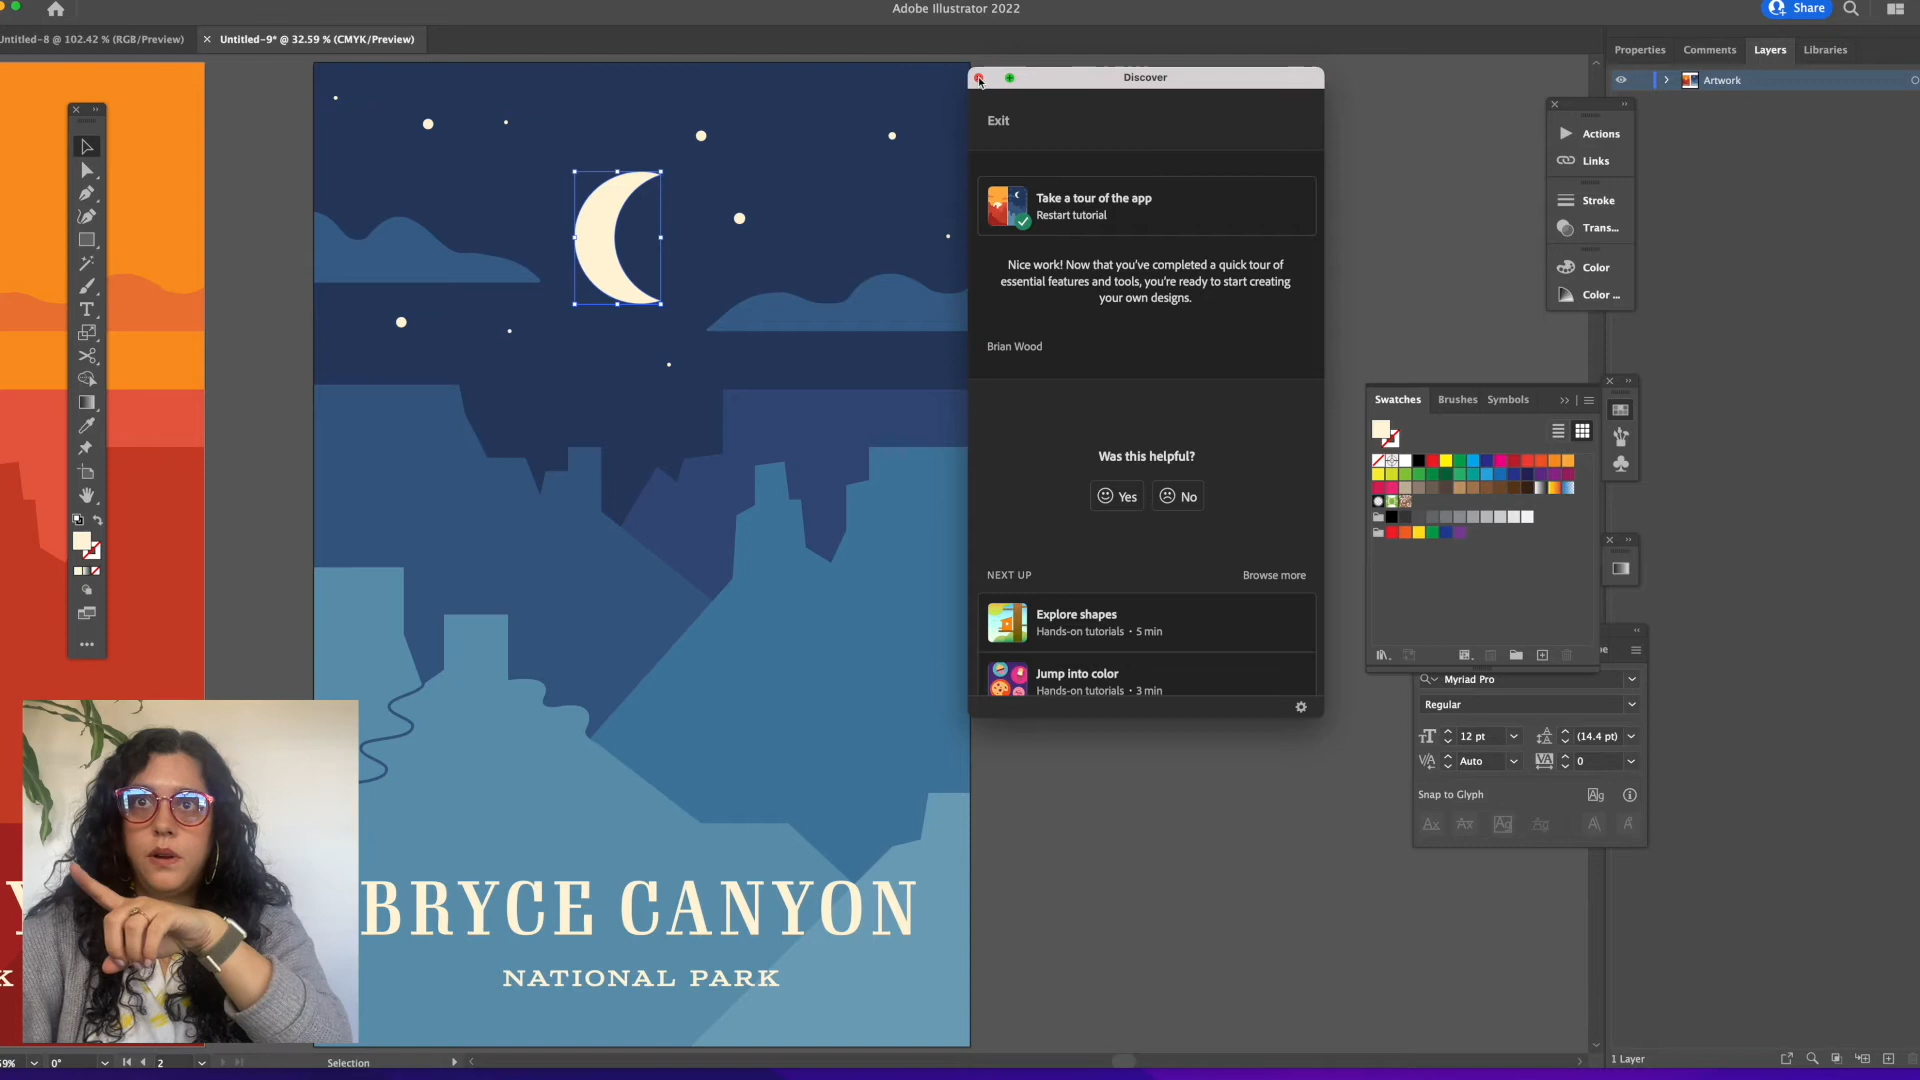 Adobe Illustrator 2022
Share
Untitled-8 @ 102.42 % (RGB/Preview)
× Untitled-9* @ 32.59 % (CMYK/Preview)
Properties Comments Layers Libraries
Artwork
Discover
Exit
Take a tour of the app
Restart tutorial
Nice work! Now that you've completed a quick tour of
essential features and tools, you're ready to start creating
your own designs.
Brian Wood
Was this helpful?
Yes No
NEXT UP Browse more
Explore shapes
Hands-on tutorials • 5 min
Jump into color
Hands-on tutorials • 3 min
Actions
Links
Stroke
Trans...
Color
Color ...
Swatches Brushes Symbols
Myriad Pro
Regular
12 pt (14.4 pt)
Auto 0
Snap to Glyph
BRYCE CANYON
NATIONAL PARK
K
59% 0° 2 Selection
1 Layer